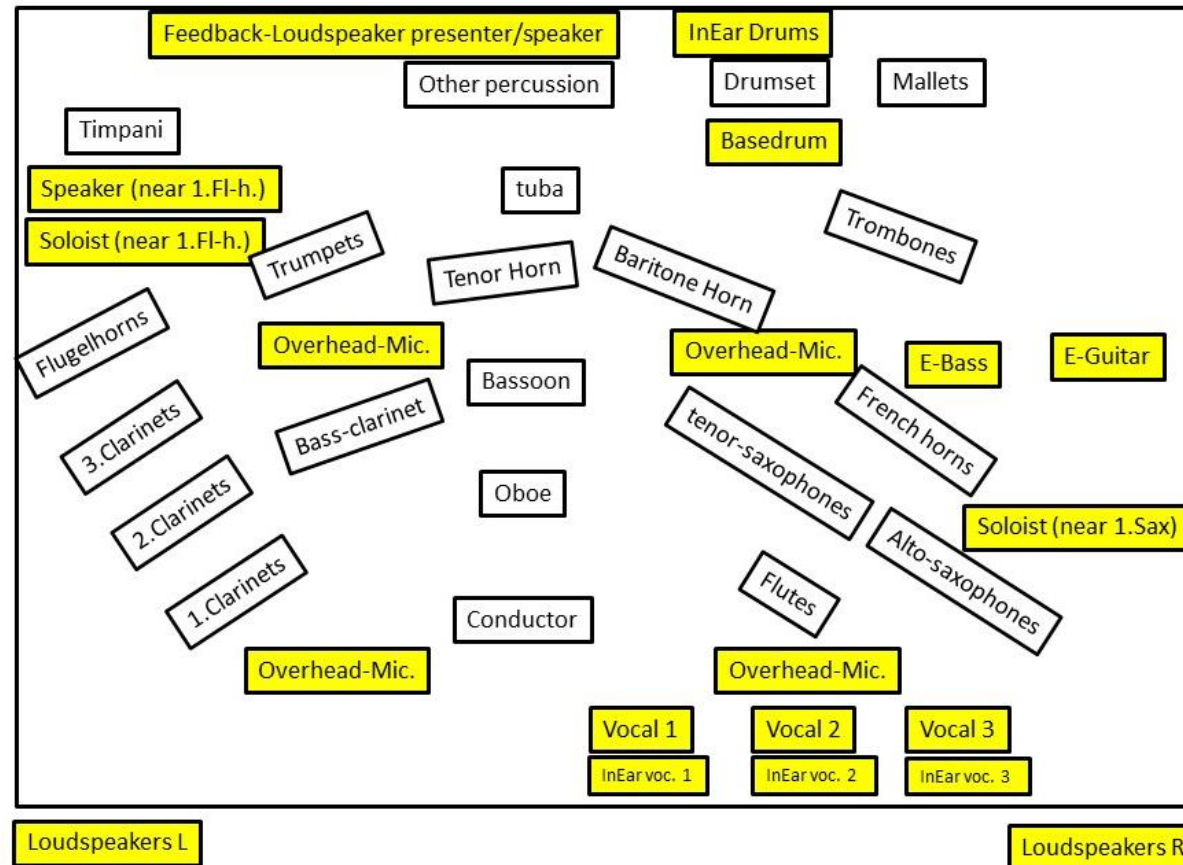 Feedback-Loudspeaker presenter/speaker
InEar Drums
Other percussion
Drumset
Mallets
Timpani
Basedrum
Speaker (near 1.Fl-h.)
tuba
Soloist (near 1.Fl-h.)
Trumpets
Tenor Horn
Baritone Horn
Trombones
Flugelhorns
Overhead-Mic.
Overhead-Mic.
E-Bass
E-Guitar
Bassoon
3.Clarinets
Bass-clarinet
tenor-saxophones
French horns
2.Clarinets
Oboe
Soloist (near 1.Sax)
1.Clarinets
Conductor
Flutes
Alto-saxophones
Overhead-Mic.
Overhead-Mic.
Vocal 1
Vocal 2
Vocal 3
InEar voc. 1
InEar voc. 2
InEar voc. 3
Loudspeakers L
Loudspeakers R